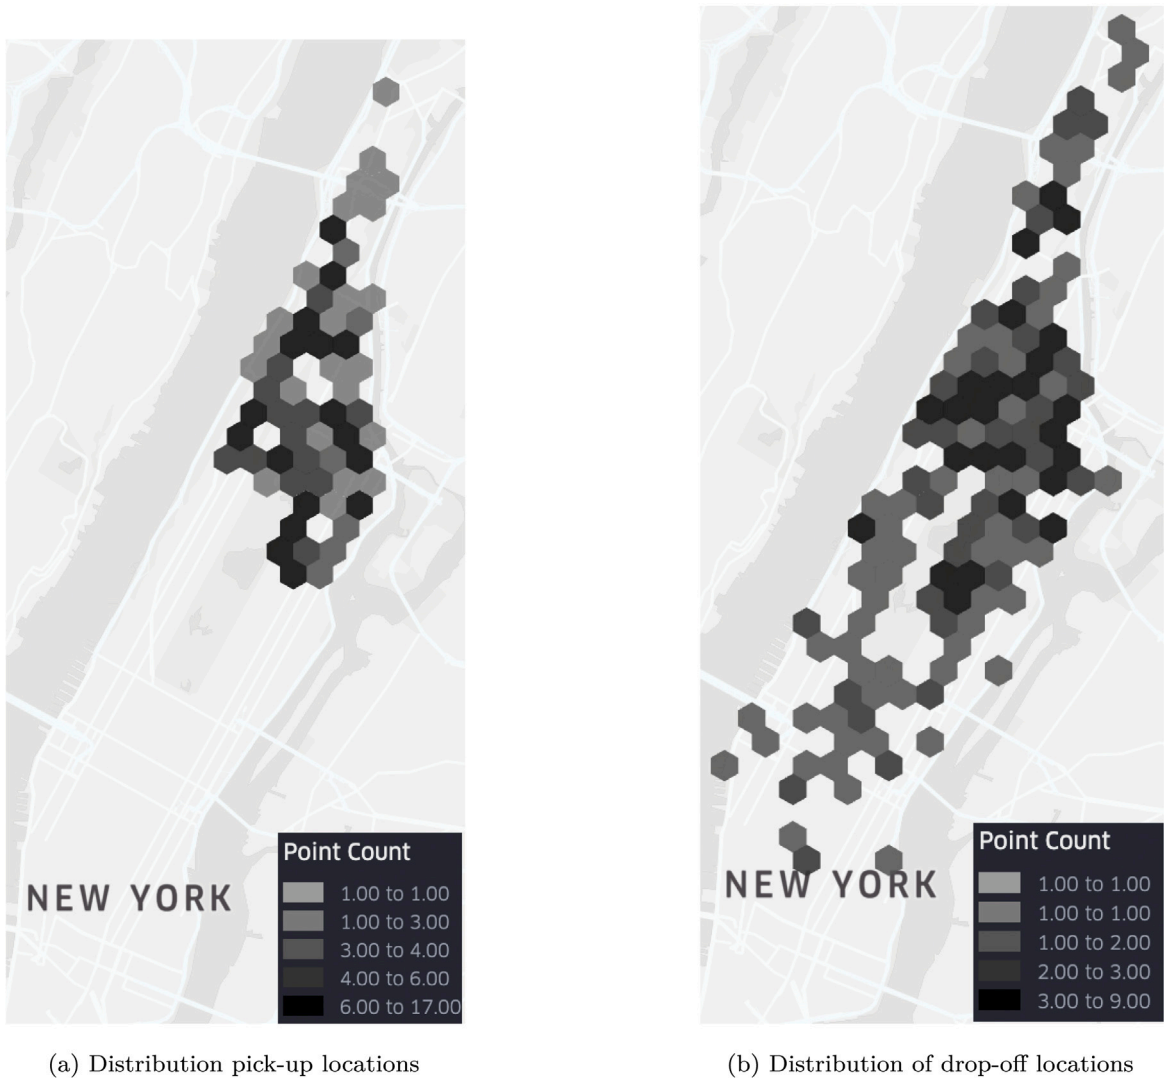 NEW YORK
Point Count
1.00 to 1.00
1.00 to 3.00
3.00 to 4.00
4.00 to 6.00
6.00 to 17.00
(a) Distribution pick-up locations
NEW YORK
Point Count
1.00 to 1.00
1.00 to 1.00
1.00 to 2.00
2.00 to 3.00
3.00 to 9.00
(b) Distribution of drop-off locations